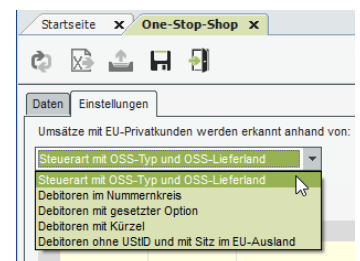 Startseite x One-Stop-Shop x
Daten Einstellungen
Umsätze mit EU-Privatkunden werden erkannt anhand von:
Steuerart mit OSS-Typ und OSS-Lieferland
Steuerart mit OSS-Typ und OSS-Lieferland
Debitoren im Nummernkreis
Debitoren mit gesetzter Option
Debitoren mit Kürzel
Debitoren ohne UStID und mit Sitz im EU-Ausland